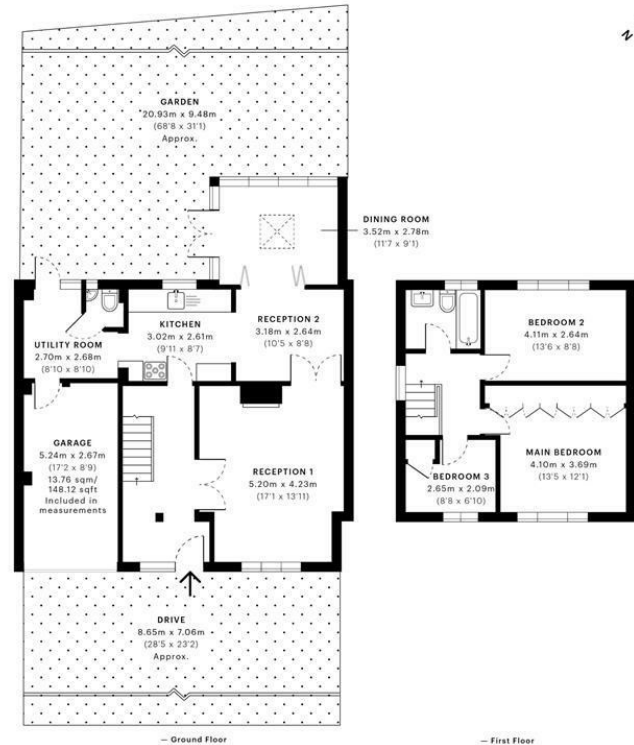 N
GARDEN
20.93m x 9.48m
(68'8 x 31'1)
Approx.
DINING ROOM
3.52m x 2.78m
(11'7 x 9'1)
UTILITY ROOM
2.70m x 2.68m
(8'10 x 8'10)
KITCHEN
3.02m x 2.61m
(9'11 x 8'7)
RECEPTION 2
3.18m x 2.64m
(10'5 x 8'8)
BEDROOM 2
4.11m x 2.64m
(13'6 x 8'8)
GARAGE
5.24m x 2.67m
(17'2 x 8'9)
13.76 sqm/
148.12 sqft
Included in
measurements
RECEPTION 1
5.20m x 4.23m
(17'1 x 13'11)
MAIN BEDROOM
4.10m x 3.69m
(13'5 x 12'1)
BEDROOM 3
2.65m x 2.09m
(8'8 x 6'10)
DRIVE
8.65m x 7.06m
(28'5 x 23'2)
Approx.
— Ground Floor
— First Floor